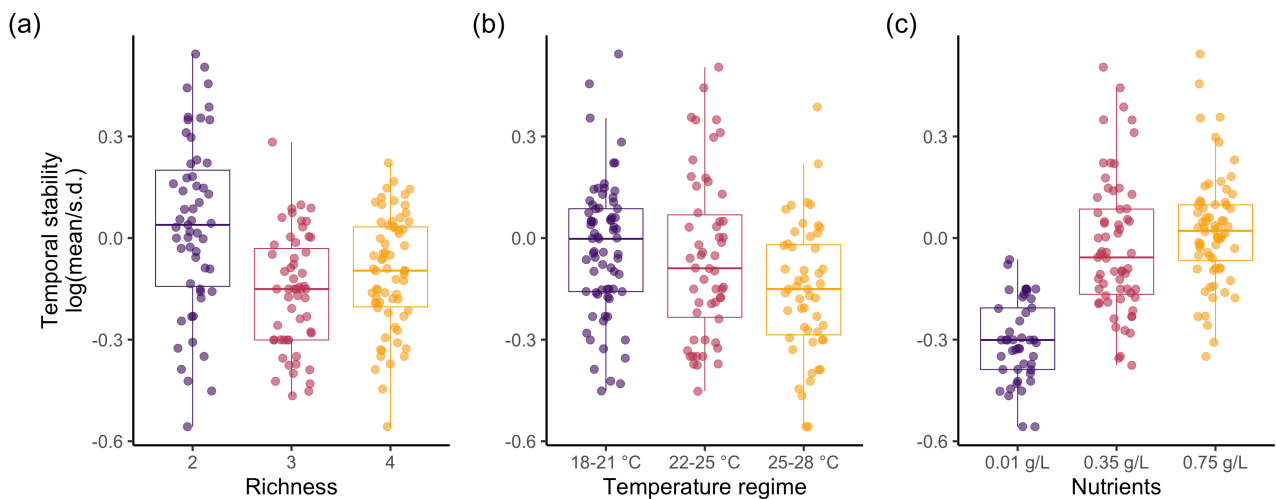 (a)
(b)
(c)
Temporal stability
log(mean/s.d.)
0.3
0.0
-0.3
-0.6
2 3 4
Richness
0.3
0.0
-0.3
-0.6
18-21 °C 22-25 °C 25-28 °C
Temperature regime
0.3
0.0
-0.3
-0.6
0.01 g/L 0.35 g/L 0.75 g/L
Nutrients